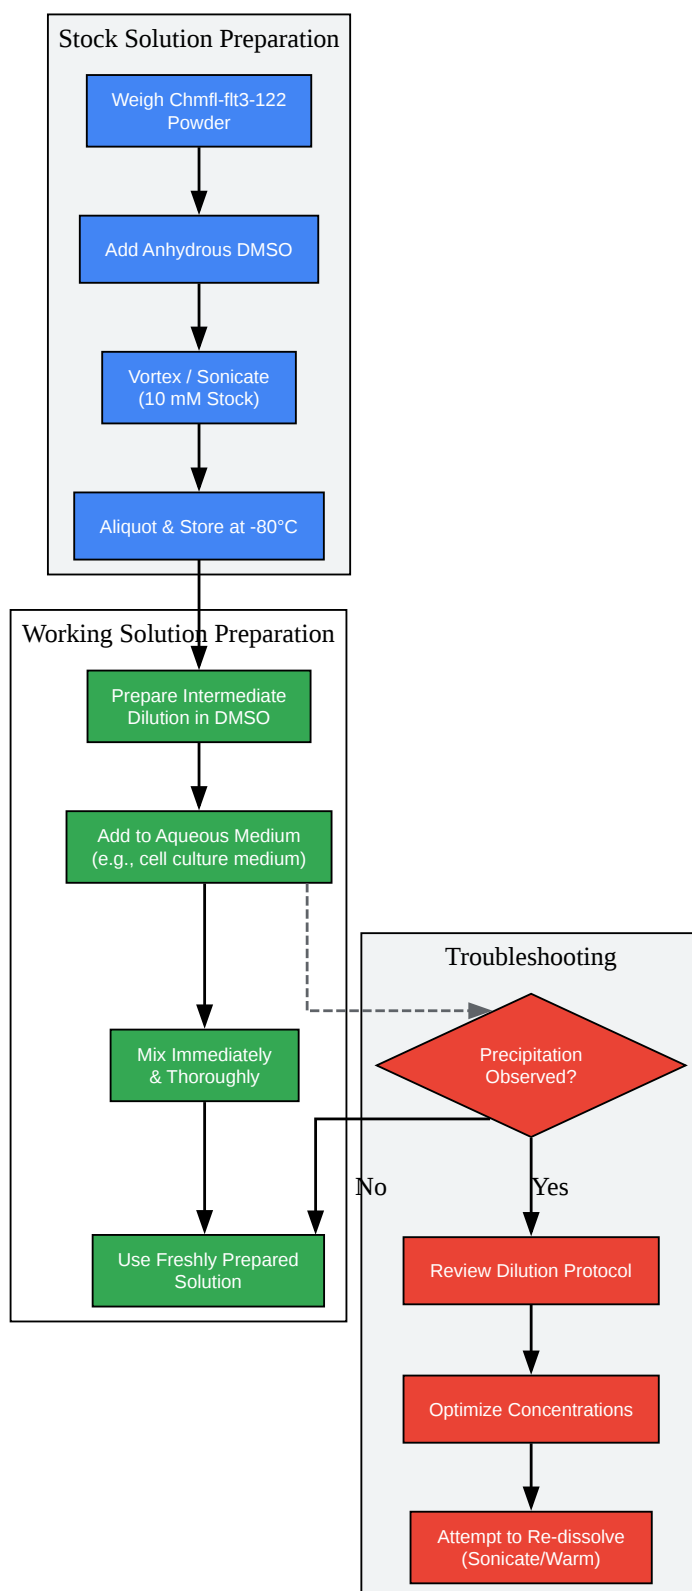 Stock Solution Preparation
Weigh Chmfl-flt3-122
Powder
Add Anhydrous DMSO
Vortex / Sonicate
(10 mM Stock)
Aliquot & Store at -80°C
Working Solution Preparation
Prepare Intermediate
Dilution in DMSO
Add to Aqueous Medium
(e.g., cell culture medium)
Mix Immediately
& Thoroughly
Use Freshly Prepared
Solution
Troubleshooting
Precipitation
Observed?
No
Yes
Review Dilution Protocol
Optimize Concentrations
Attempt to Re-dissolve
(Sonicate/Warm)